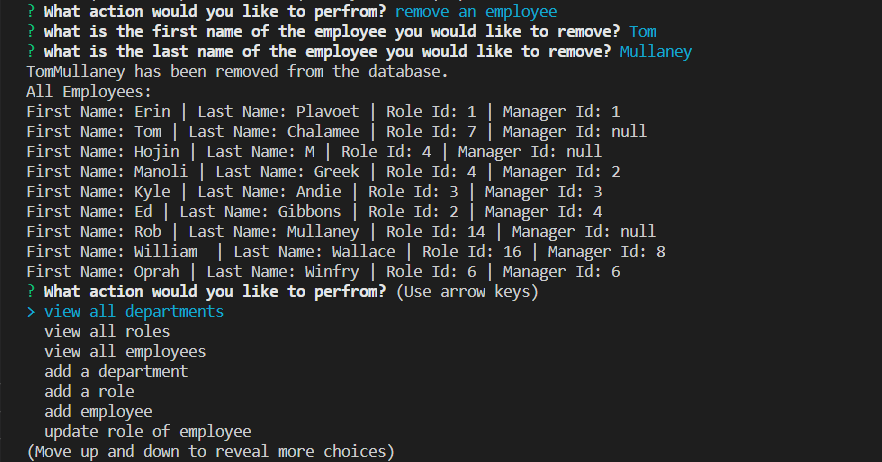 ? What action would you like to perfrom? remove an employee
? what is the first name of the employee you would like to remove? Tom
? what is the last name of the employee you would like to remove? Mullaney
TomMullaney has been removed from the database.
All Employees:
First Name: Erin | Last Name: Plavoet | Role Id: 1 | Manager Id: 1
First Name: Tom | Last Name: Chalamee | Role Id: 7 | Manager Id: null
First Name: Hojin | Last Name: M | Role Id: 4 | Manager Id: null
First Name: Manoli | Last Name: Greek | Role Id: 4 | Manager Id: 2
First Name: Kyle | Last Name: Andie | Role Id: 3 | Manager Id: 3
First Name: Ed | Last Name: Gibbons | Role Id: 2 | Manager Id: 4
First Name: Rob | Last Name: Mullaney | Role Id: 14 | Manager Id: null
First Name: William  | Last Name: Wallace | Role Id: 16 | Manager Id: 8
First Name: Oprah | Last Name: Winfry | Role Id: 6 | Manager Id: 6
? What action would you like to perfrom? (Use arrow keys)
> view all departments
  view all roles
  view all employees
  add a department
  add a role
  add employee
  update role of employee
(Move up and down to reveal more choices)